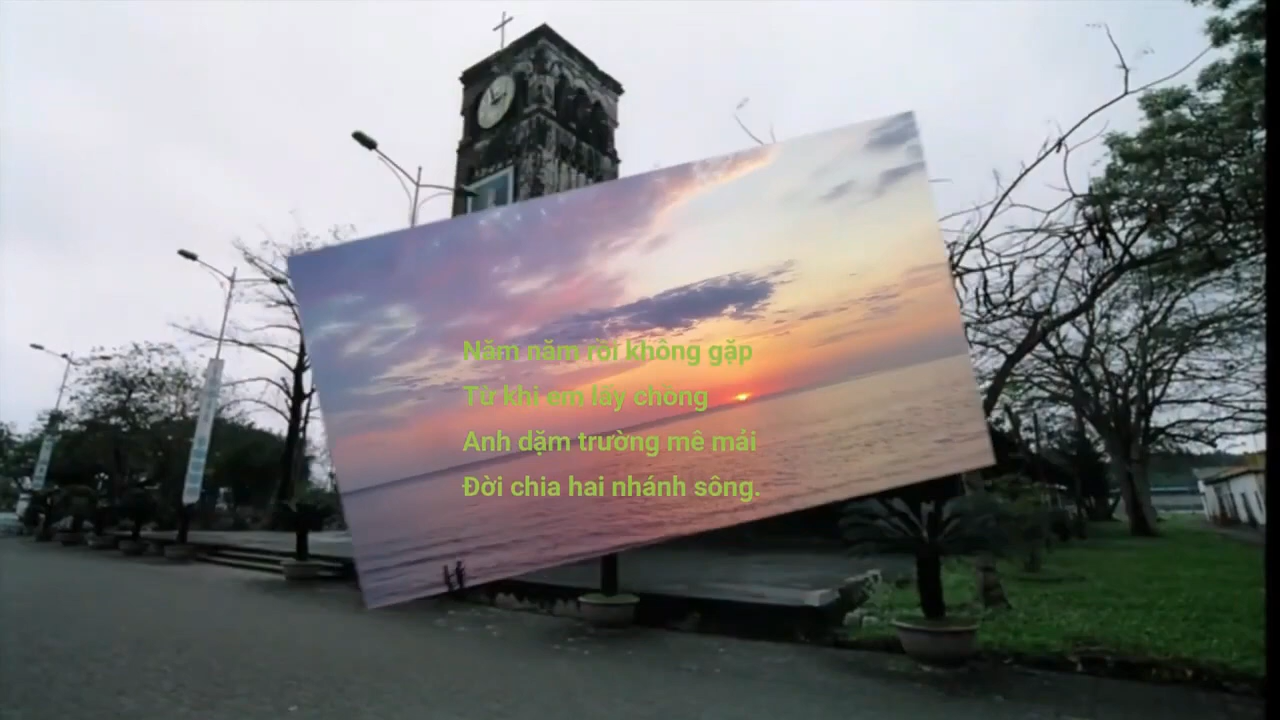 Năm năm rồi không gặp
Từ khi em lấy chồng
Anh dặm trường mê mải
Đời chia hai nhánh sông.